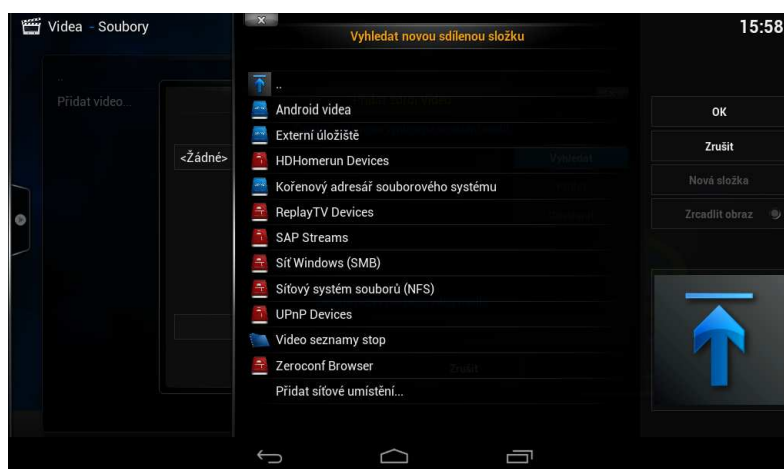 Videa - Soubory
x
Vyhledat novou sdílenou složku
15:58
..
Přidat video...
<Žádné>
..
Android videa
Externí úložiště
HDHomerun Devices
Kořenový adresář souborového systému
ReplayTV Devices
SAP Streams
Síť Windows (SMB)
Síťový systém souborů (NFS)
UPnP Devices
Video seznamy stop
Zeroconf Browser
Přidat síťové umístění...
Vyhledat
Zrušit
OK
Zrušit
Nová složka
Zrcadlit obraz